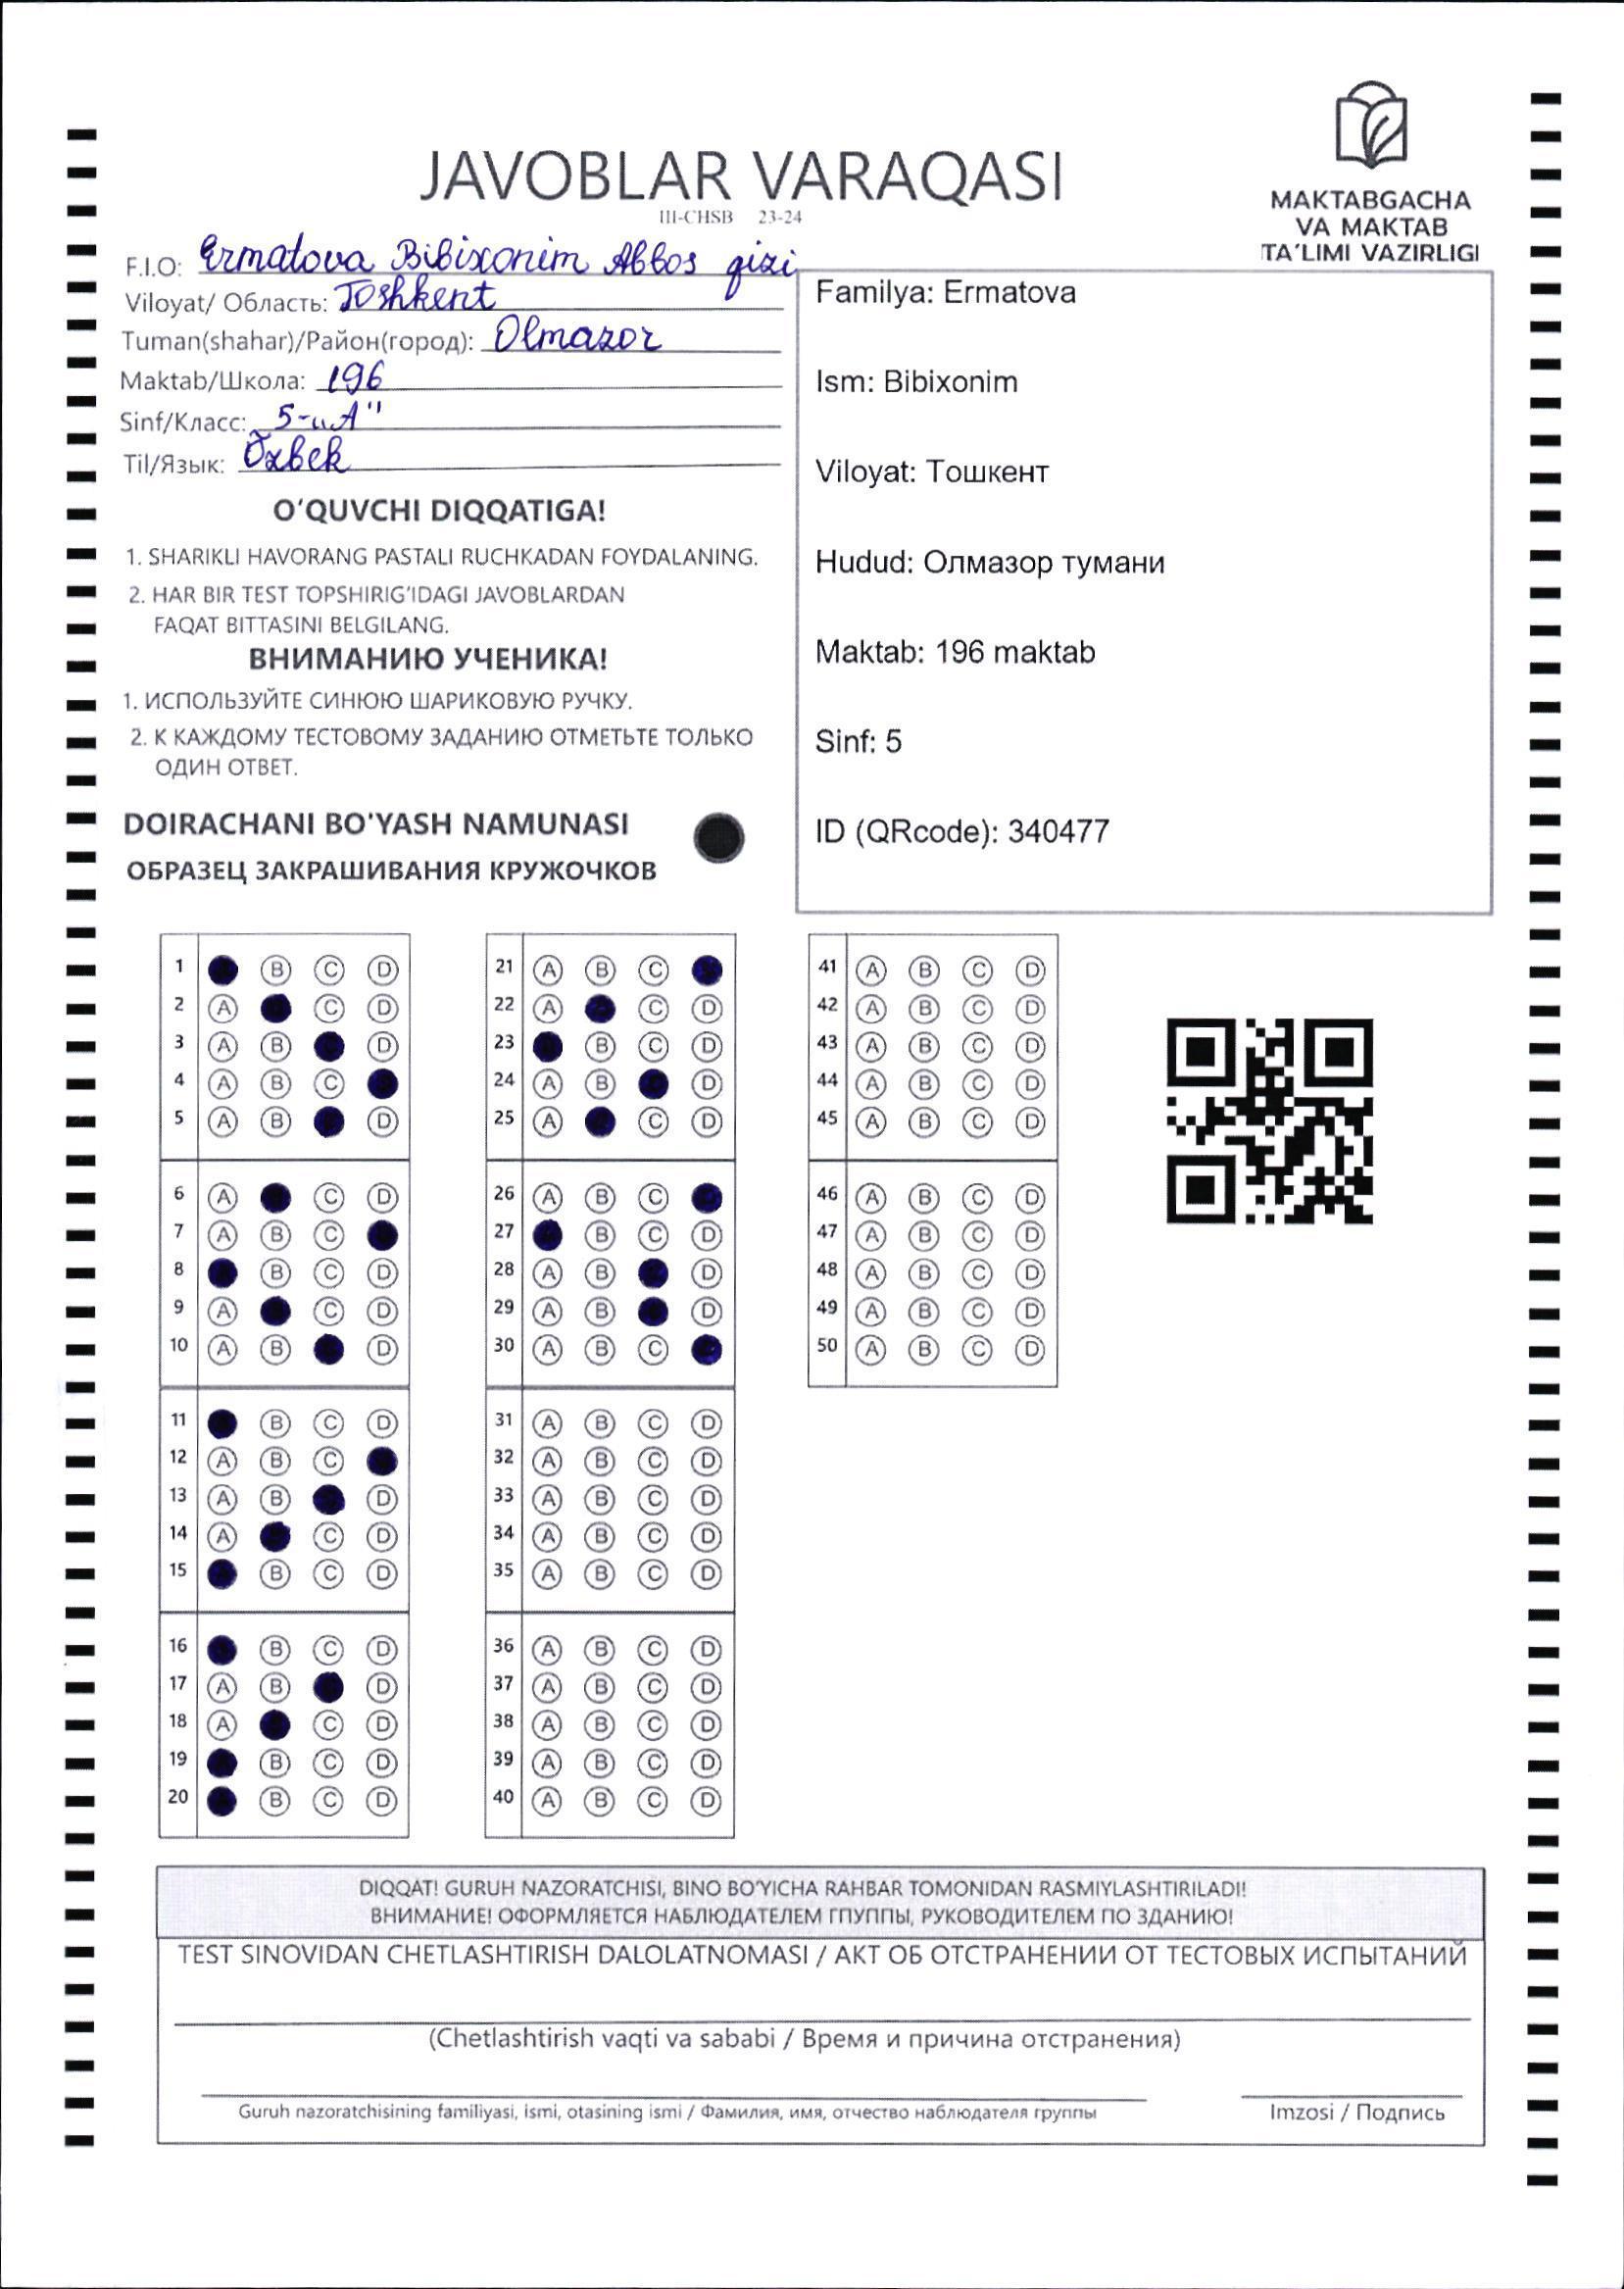 JAVOBLAR VARAQASI
III-CHSB 23-24
MAKTABGACHA
VA MAKTAB
TA'LIMI VAZIRLIGI
F.I.O: Ermatova Bibixonim Abbos qizi
Viloyat/ Область: Toshkent
Tuman(shahar)/Район(город): Olmazor
Maktab/Школа: 196
Sinf/Класс: 5-„A"
Til/Язык: Õzbek
O'QUVCHI DIQQATIGA!
1. SHARIKLI HAVORANG PASTALI RUCHKADAN FOYDALANING.
2. HAR BIR TEST TOPSHIRIG'IDAGI JAVOBLARDAN
FAQAT BITTASINI BELGILANG.
ВНИМАНИЮ УЧЕНИКА!
1. ИСПОЛЬЗУЙТЕ СИНЮЮ ШАРИКОВУЮ РУЧКУ.
2. К КАЖДОМУ ТЕСТОВОМУ ЗАДАНИЮ ОТМЕТЬТЕ ТОЛЬКО
ОДИН ОТВЕТ.
DOIRACHANI BO'YASH NAMUNASI
ОБРАЗЕЦ ЗАКРАШИВАНИЯ КРУЖОЧКОВ
Familya: Ermatova
Ism: Bibixonim
Viloyat: Тошкент
Hudud: Олмазор тумани
Maktab: 196 maktab
Sinf: 5
ID (QRcode): 340477
1 B C D
2 A C D
3 A B D
4 A B C
5 A B D
6 A C D
7 A B C
8 B C D
9 A C D
10 A B D
11 B C D
12 A B C
13 A B D
14 A C D
15 B C D
16 B C D
17 A B D
18 A C D
19 B C D
20 B C D
21 A B C
22 A C D
23 B C D
24 A B D
25 A C D
26 A B C
27 B C D
28 A B D
29 A B D
30 A B C
31 A B C D
32 A B C D
33 A B C D
34 A B C D
35 A B C D
36 A B C D
37 A B C D
38 A B C D
39 A B C D
40 A B C D
41 A B C D
42 A B C D
43 A B C D
44 A B C D
45 A B C D
46 A B C D
47 A B C D
48 A B C D
49 A B C D
50 A B C D
DIQQAT! GURUH NAZORATCHISI, BINO BO'YICHA RAHBAR TOMONIDAN RASMIYLASHTIRILADI!
ВНИМАНИЕ! ОФОРМЛЯЕТСЯ НАБЛЮДАТЕЛЕМ ГПУППЫ, РУКОВОДИТЕЛЕМ ПО ЗДАНИЮ!
TEST SINOVIDAN CHETLASHTIRISH DALOLATNOMASI / АКТ ОБ ОТСТРАНЕНИИ ОТ ТЕСТОВЫХ ИСПЫТАНИЙ
(Chetlashtirish vaqti va sababi / Время и причина отстранения)
Guruh nazoratchisining familiyasi, ismi, otasining ismi / Фамилия, имя, отчество наблюдателя группы
Imzosi / Подпись